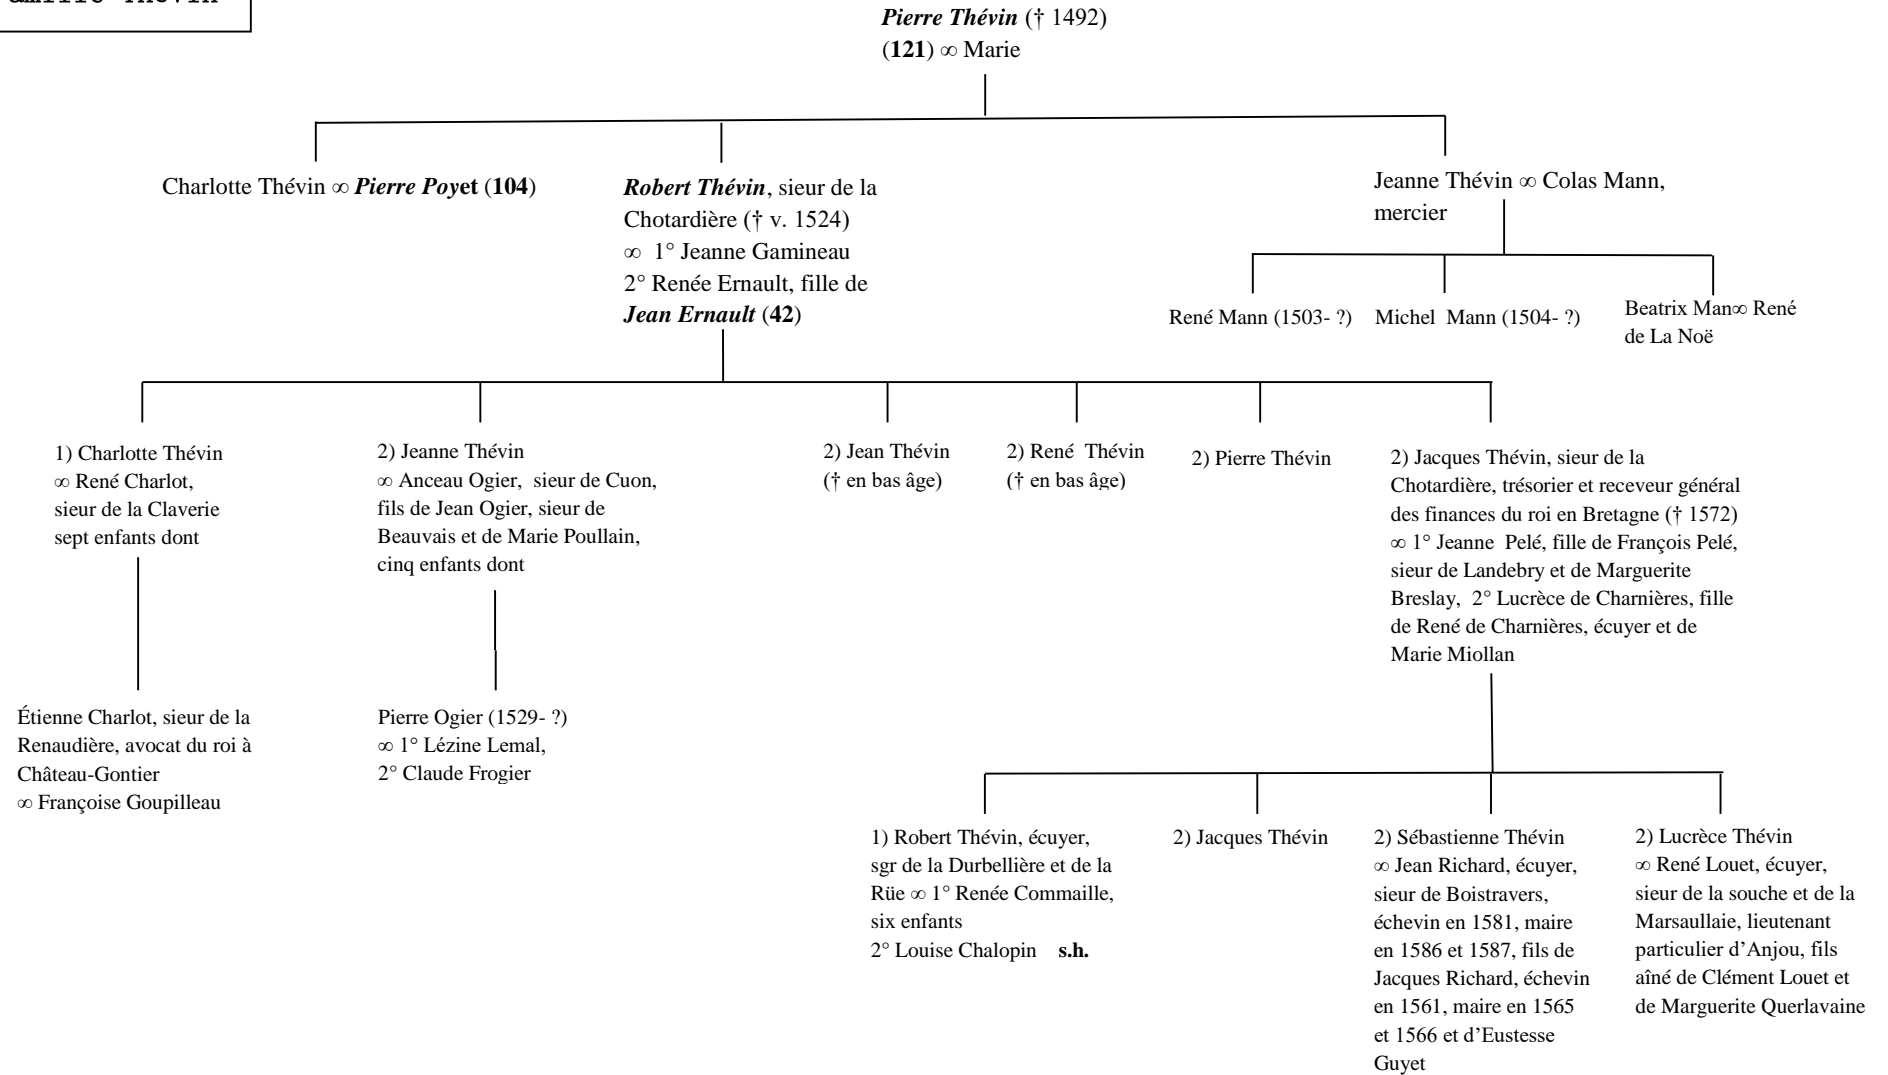 Pierre Thévin († 1492)
(121) ∞ Marie
Charlotte Thévin ∞ Pierre Poyet (104)
Robert Thévin, sieur de la
Chotardière († v. 1524)
∞ 1° Jeanne Gamineau
2° Renée Ernault, fille de
Jean Ernault (42)
Jeanne Thévin ∞ Colas Mann,
mercier
René Mann (1503- ?)
Michel Mann (1504- ?)
Beatrix Man∞ René
de La Noë
1) Charlotte Thévin
∞ René Charlot,
sieur de la Claverie
sept enfants dont
2) Jeanne Thévin
∞ Anceau Ogier, sieur de Cuon,
fils de Jean Ogier, sieur de
Beauvais et de Marie Poullain,
cinq enfants dont
2) Jean Thévin
(† en bas âge)
2) René Thévin
(† en bas âge)
2) Pierre Thévin
2) Jacques Thévin, sieur de la
Chotardière, trésorier et receveur général
des finances du roi en Bretagne († 1572)
∞ 1° Jeanne Pelé, fille de François Pelé,
sieur de Landebry et de Marguerite
Breslay, 2° Lucrèce de Charnières, fille
de René de Charnières, écuyer et de
Marie Miollan
Étienne Charlot, sieur de la
Renaudière, avocat du roi à
Château-Gontier
∞ Françoise Goupilleau
Pierre Ogier (1529- ?)
∞ 1° Lézine Lemal,
2° Claude Frogier
1) Robert Thévin, écuyer,
sgr de la Durbellière et de la
Rüe ∞ 1° Renée Commaille,
six enfants
2° Louise Chalopin s.h.
2) Jacques Thévin
2) Sébastienne Thévin
∞ Jean Richard, écuyer,
sieur de Boistravers,
échevin en 1581, maire
en 1586 et 1587, fils de
Jacques Richard, échevin
en 1561, maire en 1565
et 1566 et d'Eustesse
Guyet
2) Lucrèce Thévin
∞ René Louet, écuyer,
sieur de la souche et de la
Marsaullaie, lieutenant
particulier d'Anjou, fils
aîné de Clément Louet et
de Marguerite Querlavaine